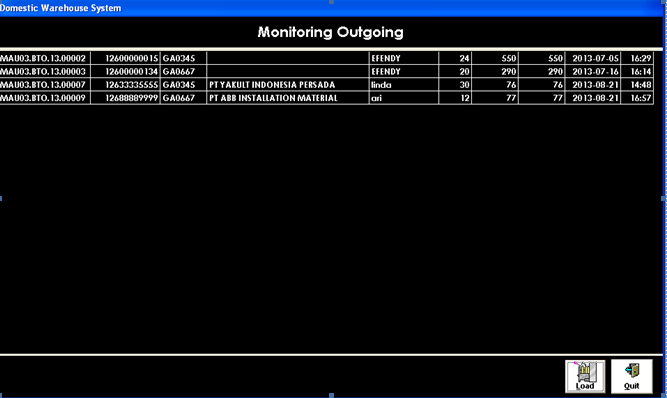 Domestic Warehouse System
Monitoring Outgoing
MAU03.BTO.13.00002 12600000015 GA0345 EFENDY 24 550 550 2013-07-05 16:29
MAU03.BTO.13.00003 12600000134 GA0667 EFENDY 20 290 290 2013-07-16 16:14
MAU03.BTO.13.00007 12633335555 GA0345 PT YAKULT INDONESIA PERSADA linda 30 76 76 2013-08-21 14:48
MAU03.BTO.13.00009 12688889999 GA0667 PT ABB INSTALLATION MATERIAL ari 12 77 77 2013-08-21 16:57
Load Quit